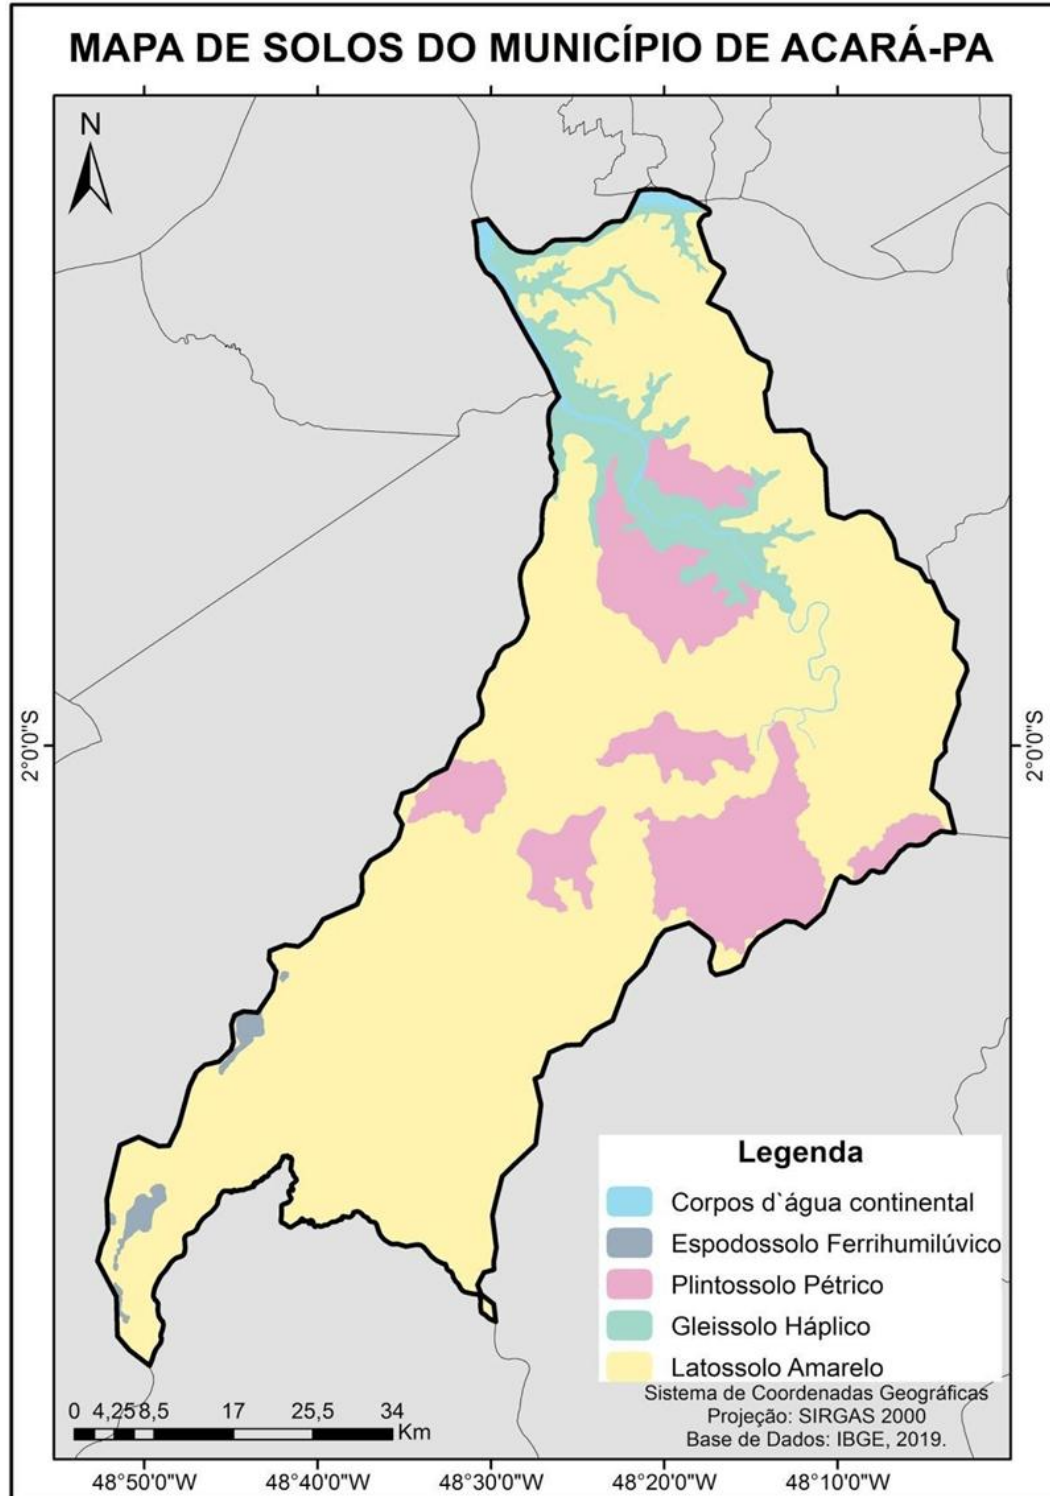 MAPA DE SOLOS DO MUNICÍPIO DE ACARÁ-PA
N
2°0'0"S
2°0'0"S
Legenda
Corpos d`água continental
Espodossolo Ferrihumilúvico
Plintossolo Pétrico
Gleissolo Háplico
Latossolo Amarelo
Sistema de Coordenadas Geográficas
Projeção: SIRGAS 2000
Base de Dados: IBGE, 2019.
0 4,25 8,5 17 25,5 34
Km
48°50'0"W 48°40'0"W 48°30'0"W 48°20'0"W 48°10'0"W